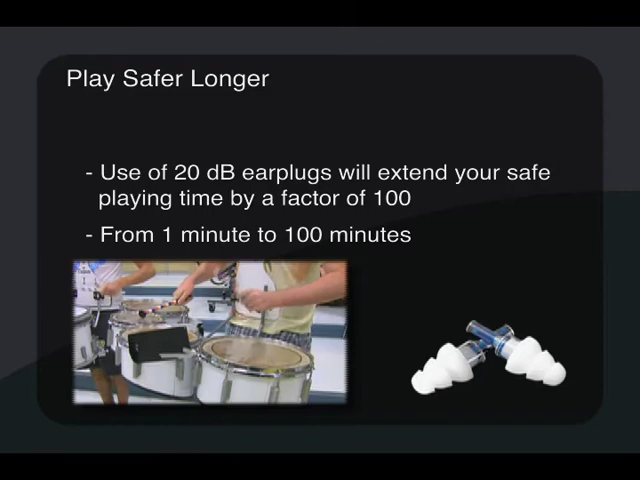 Play Safer Longer
- Use of 20 dB earplugs will extend your safe
playing time by a factor of 100
- From 1 minute to 100 minutes